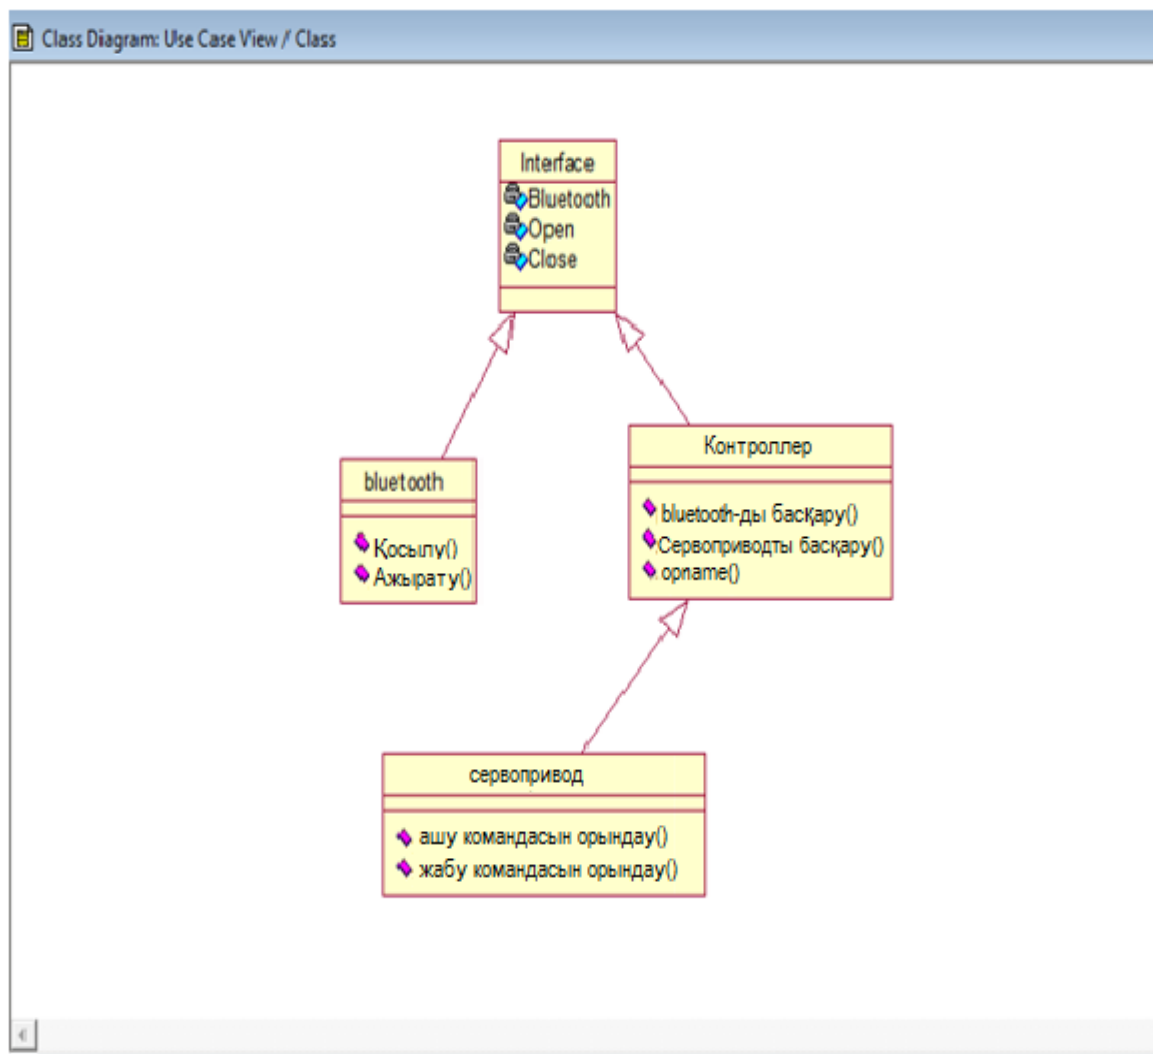 Class Diagram: Use Case View / Class
Interface
Bluetooth
Open
Close
bluetooth
Қосылу()
Ажырату()
Контроллер
bluetooth-ды басқару()
Сервоприводты басқару()
opname()
сервопривод
ашу командасын орындау()
жабу командасын орындау()